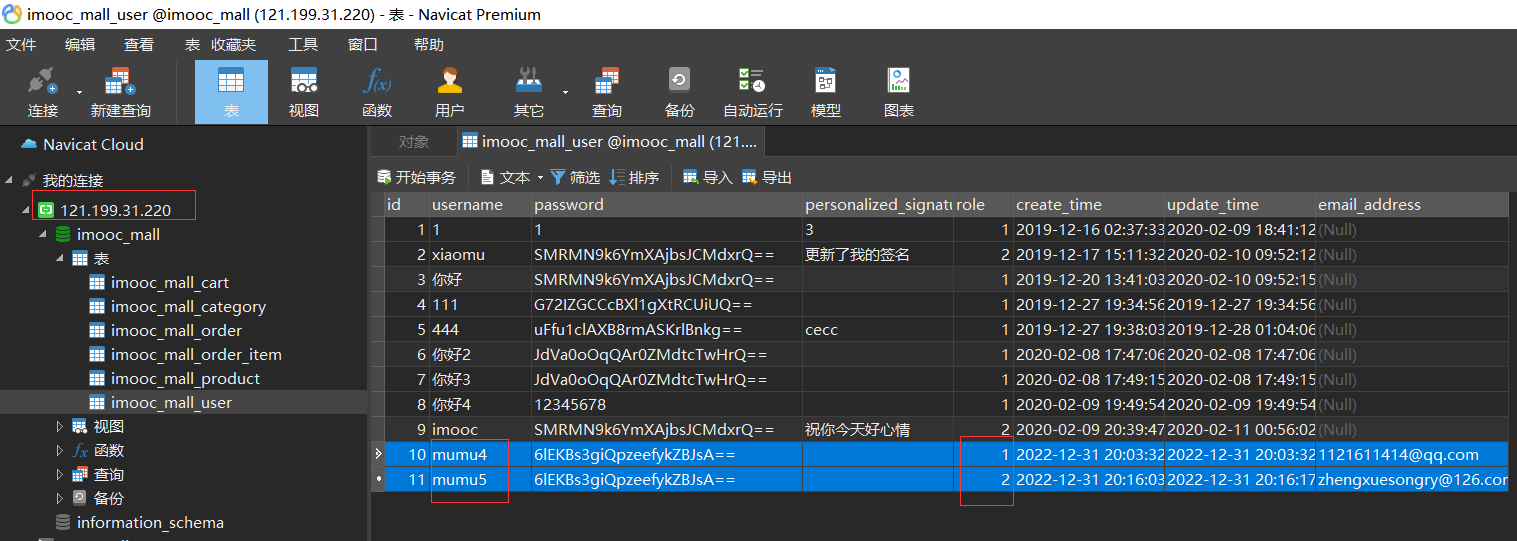 imooc_mall_user @imooc_mall (121.199.31.220) - 表 - Navicat Premium
文件 编辑 查看 表 收藏夹 工具 窗口 帮助
连接 新建查询 表 视图 函数 用户 其它 查询 备份 自动运行 模型 图表
Navicat Cloud
我的连接
121.199.31.220
imooc_mall
表
imooc_mall_cart
imooc_mall_category
imooc_mall_order
imooc_mall_order_item
imooc_mall_product
imooc_mall_user
视图
函数
查询
备份
information_schema
对象 imooc_mall_user @imooc_mall (121....
开始事务 文本 筛选 排序 导入 导出
id username password personalized_signatu role create_time update_time email_address
1 1 1 3 1 2019-12-16 02:37:33 2020-02-09 18:41:12 (Null)
2 xiaomu SMRMN9k6YmXAjbsJCMdxrQ== 更新了我的签名 2 2019-12-17 15:11:32 2020-02-10 09:52:12 (Null)
3 你好 SMRMN9k6YmXAjbsJCMdxrQ== 1 2019-12-20 13:41:03 2020-02-10 09:52:15 (Null)
4 111 G72IZGCCcBXl1gXtRCUiUQ== 1 2019-12-27 19:34:56 2019-12-27 19:34:56 (Null)
5 444 uFfu1clAXB8rmASKrlBnkg== cecc 1 2019-12-27 19:38:03 2019-12-28 01:04:06 (Null)
6 你好2 JdVa0oOqQAr0ZMdtcTwHrQ== 1 2020-02-08 17:47:06 2020-02-08 17:47:06 (Null)
7 你好3 JdVa0oOqQAr0ZMdtcTwHrQ== 1 2020-02-08 17:49:15 2020-02-08 17:49:15 (Null)
8 你好4 12345678 1 2020-02-09 19:49:54 2020-02-09 19:49:54 (Null)
9 imooc SMRMN9k6YmXAjbsJCMdxrQ== 祝你今天好心情 2 2020-02-09 20:39:47 2020-02-11 00:56:02 (Null)
10 mumu4 6lEKBs3giQpzeefykZBJsA== 1 2022-12-31 20:03:32 2022-12-31 20:03:32 1121611414@qq.com
11 mumu5 6lEKBs3giQpzeefykZBJsA== 2 2022-12-31 20:16:03 2022-12-31 20:16:17 zhengxuesongry@126.com